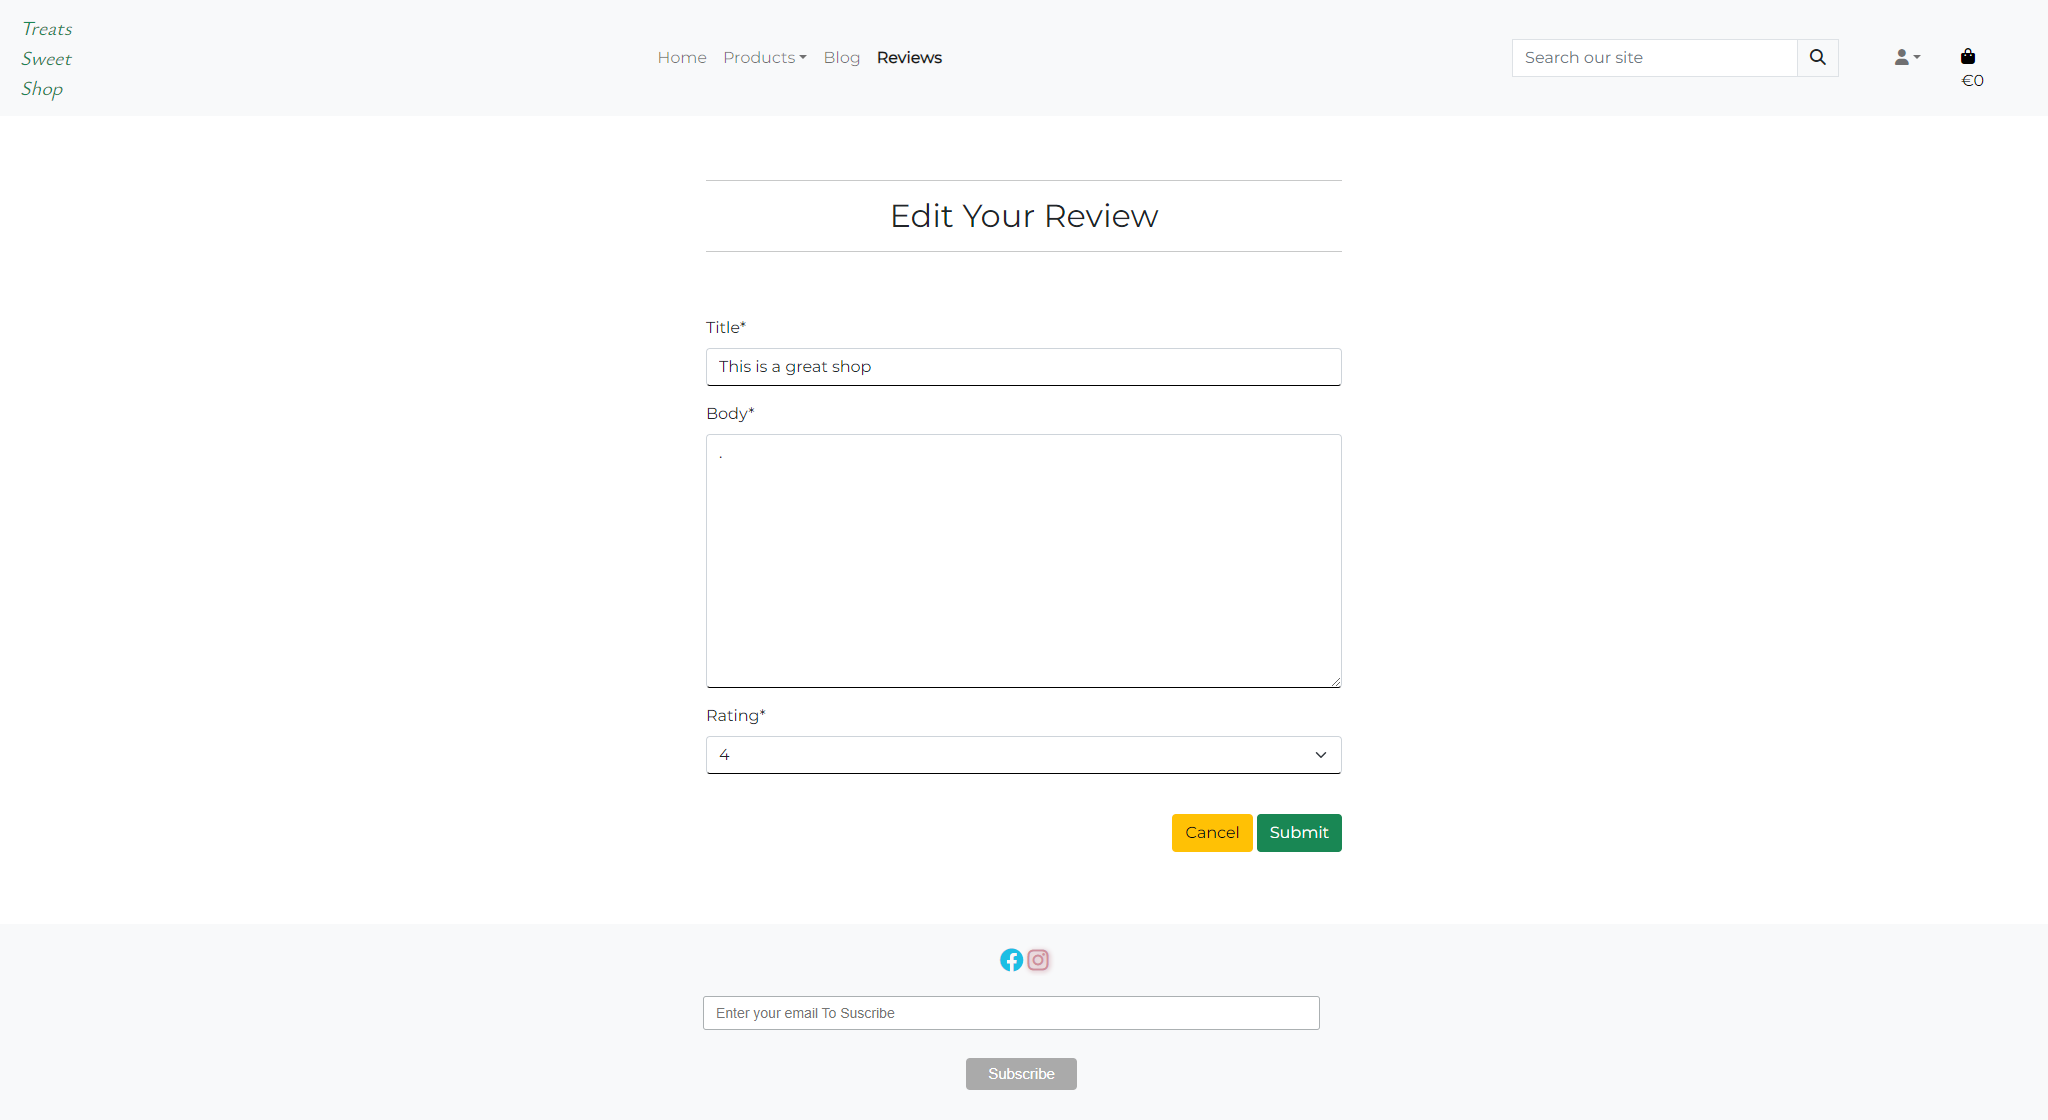 Treats
Sweet
Shop
Home Products Blog Reviews
Search our site
€0
Edit Your Review
Title*
This is a great shop
Body*
.
Rating*
4
Cancel Submit
Enter your email To Suscribe
Subscribe